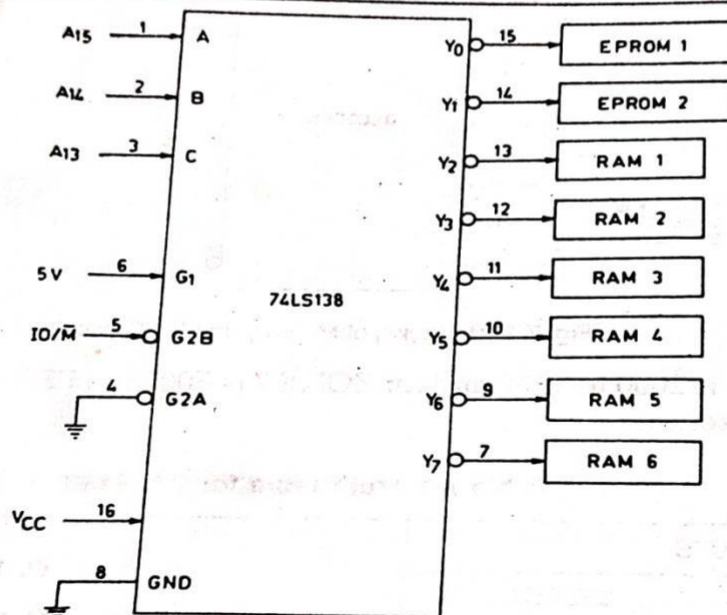 A15 1 A Y0 15 EPROM 1
A14 2 B Y1 14 EPROM 2
A13 3 C Y2 13 RAM 1
Y3 12 RAM 2
5 V 6 G1 Y4 11 RAM 3
74LS138
IO/M̅ 5 G2B Y5 10 RAM 4
4 G2A Y6 9 RAM 5
Y7 7 RAM 6
VCC 16
8 GND